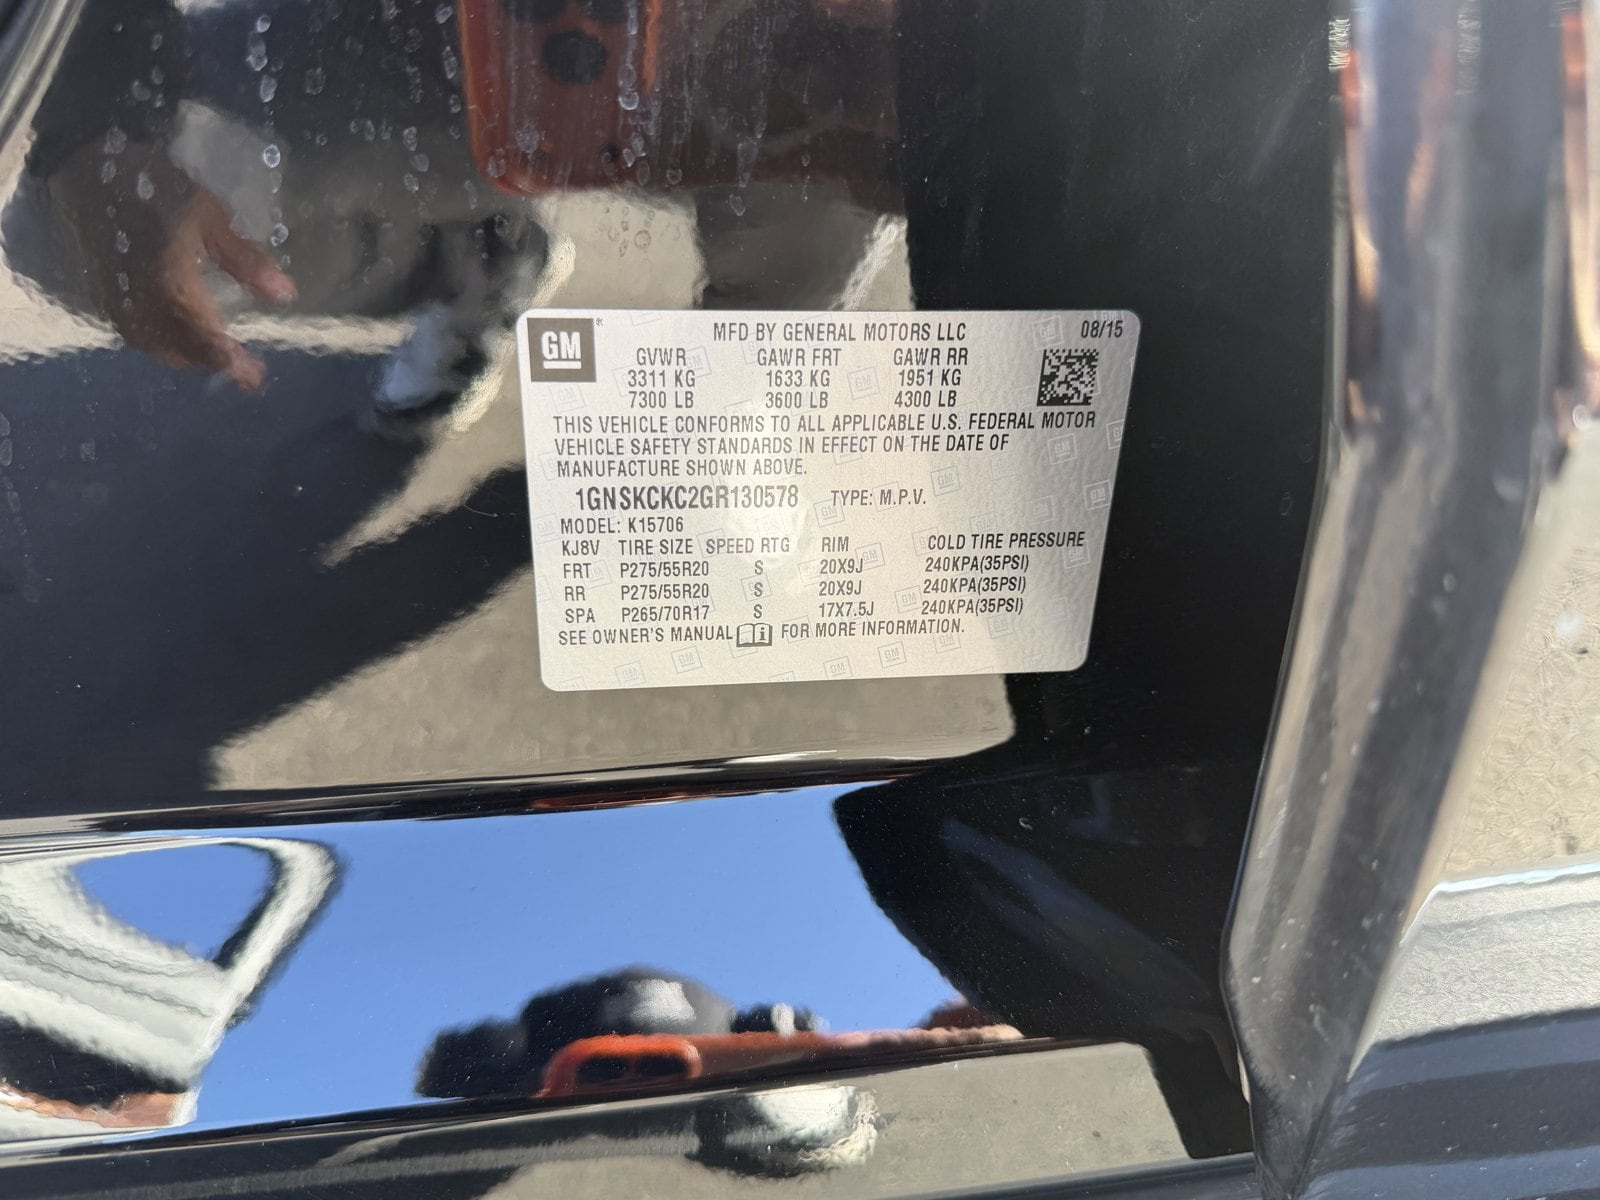 GM ® MFD BY GENERAL MOTORS LLC 08/15
GVWR GAWR FRT GAWR RR
3311 KG 1633 KG 1951 KG
7300 LB 3600 LB 4300 LB
THIS VEHICLE CONFORMS TO ALL APPLICABLE U.S. FEDERAL MOTOR
VEHICLE SAFETY STANDARDS IN EFFECT ON THE DATE OF
MANUFACTURE SHOWN ABOVE.
1GNSKCKC2GR130578 TYPE: M.P.V.
MODEL: K15706
KJ8V TIRE SIZE SPEED RTG RIM COLD TIRE PRESSURE
FRT P275/55R20 S 20X9J 240KPA(35PSI)
RR P275/55R20 S 20X9J 240KPA(35PSI)
SPA P265/70R17 S 17X7.5J 240KPA(35PSI)
SEE OWNER'S MANUAL i FOR MORE INFORMATION.